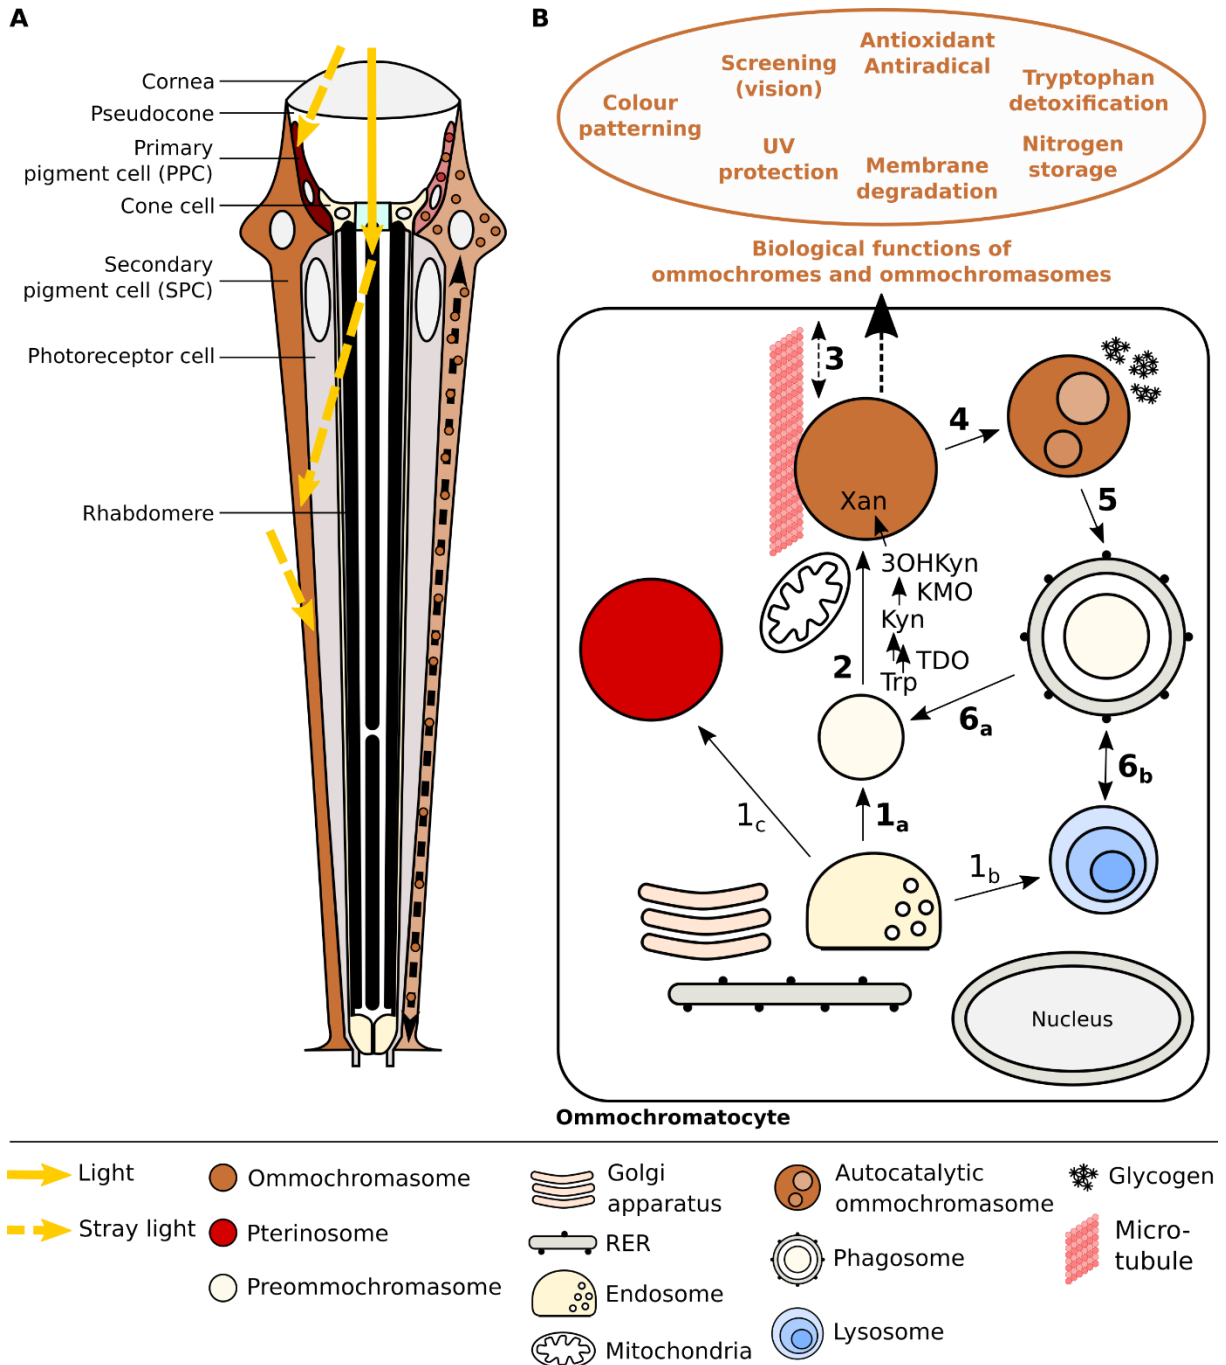 A
Cornea
Pseudocone
Primary
pigment cell (PPC)
Cone cell
Secondary
pigment cell (SPC)
Photoreceptor cell
Rhabdomere
B
Colour
patterning
Screening
(vision)
Antioxidant
Antiradical
Tryptophan
detoxification
UV
protection
Membrane
degradation
Nitrogen
storage
Biological functions of
ommochromes and ommochromasomes
3
4
Xan
5
3OHKyn
KMO
Kyn
TDO
2
Trp
6a
6b
1c
1a
1b
Nucleus
Ommochromatocyte
Light
Stray light
Ommochromasome
Pterinosome
Preommochromasome
Golgi
apparatus
RER
Endosome
Mitochondria
Autocatalytic
ommochromasome
Phagosome
Lysosome
Glycogen
Micro-
tubule